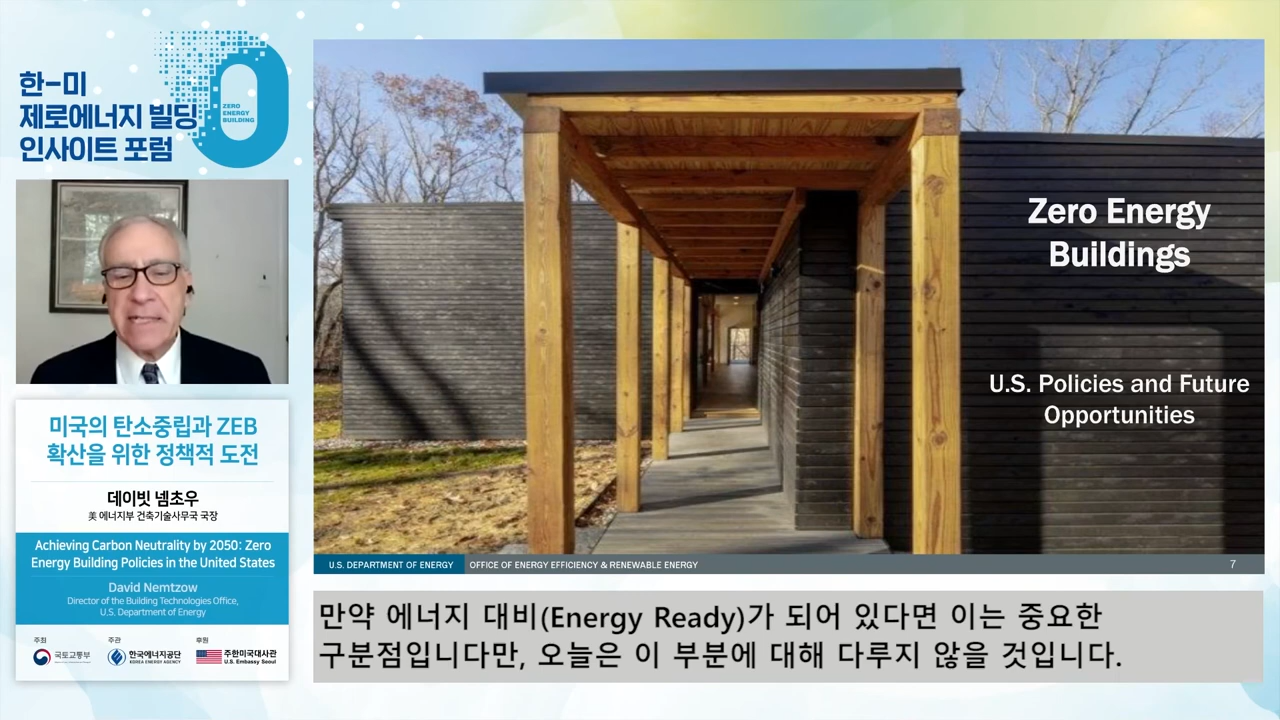 한-미
제로에너지 빌딩
인사이트 포럼
ZERO
ENERGY
BUILDING
미국의 탄소중립과 ZEB
확산을 위한 정책적 도전
데이빗 넴초우
美 에너지부 건축기술사무국 국장
Achieving Carbon Neutrality by 2050: Zero
Energy Building Policies in the United States
David Nemtzow
Director of the Building Technologies Office,
U.S. Department of Energy
주최
국토교통부
주관
한국에너지공단
KOREA ENERGY AGENCY
후원
주한미국대사관
U.S. Embassy Seoul
Zero Energy
Buildings
U.S. Policies and Future
Opportunities
U.S. DEPARTMENT OF ENERGY
OFFICE OF ENERGY EFFICIENCY & RENEWABLE ENERGY
7
만약 에너지 대비(Energy Ready)가 되어 있다면 이는 중요한
구분점입니다만, 오늘은 이 부분에 대해 다루지 않을 것입니다.